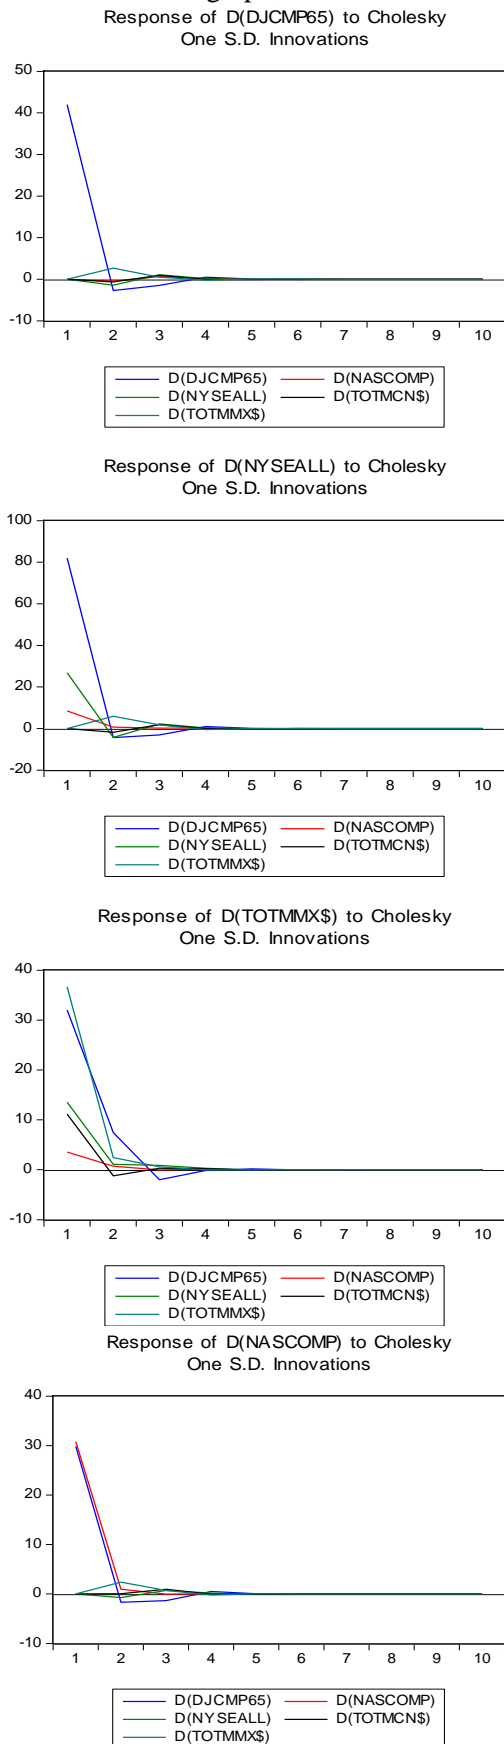 Response of D(DJCMP65) to Cholesky
One S.D. Innovations
50
40
30
20
10
0
-10
1 2 3 4 5 6 7 8 9 10
D(DJCMP65) D(NASCOMP)
D(NYSEALL) D(TOTMCN$)
D(TOTMMX$)
Response of D(NYSEALL) to Cholesky
One S.D. Innovations
100
80
60
40
20
0
-20
1 2 3 4 5 6 7 8 9 10
D(DJCMP65) D(NASCOMP)
D(NYSEALL) D(TOTMCN$)
D(TOTMMX$)
Response of D(TOTMMX$) to Cholesky
One S.D. Innovations
40
30
20
10
0
-10
1 2 3 4 5 6 7 8 9 10
D(DJCMP65) D(NASCOMP)
D(NYSEALL) D(TOTMCN$)
D(TOTMMX$)
Response of D(NASCOMP) to Cholesky
One S.D. Innovations
40
30
20
10
0
-10
1 2 3 4 5 6 7 8 9 10
D(DJCMP65) D(NASCOMP)
D(NYSEALL) D(TOTMCN$)
D(TOTMMX$)